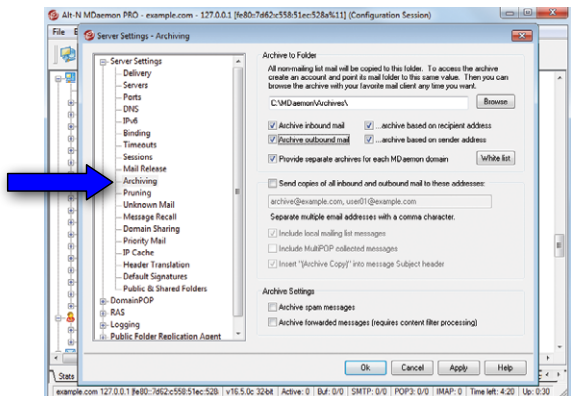 Alt-N MDaemon PRO - example.com - 127.0.0.1 [fe80::7d62:c558:51ec:528a%11] (Configuration Session)
File
Server Settings - Archiving
Server Settings
Delivery
Servers
Ports
DNS
IPv6
Binding
Timeouts
Sessions
Mail Release
Archiving
Pruning
Unknown Mail
Message Recall
Domain Sharing
Priority Mail
IP Cache
Header Translation
Default Signatures
Public & Shared Folders
DomainPOP
RAS
Logging
Public Folder Replication Agent
Archive to Folder
All nonmailing list mail will be copied to this folder. To access the archive
create an account and point its mail folder to this same value. Then you can
browse the archive with your favorite mail client any time you want.
C:\MDaemon\Archives\
Browse
Archive inbound mail
...archive based on recipient address
Archive outbound mail
...archive based on sender address
Provide separate archives for each MDaemon domain
White list
Send copies of all inbound and outbound mail to these addresses:
archive@example.com, user01@example.com
Separate multiple email addresses with a comma character.
Include local mailing list messages
Include MultiPOP collected messages
Insert "(Archive Copy)" into message Subject header
Archive Settings
Archive spam messages
Archive forwarded messages (requires content filter processing)
Ok
Cancel
Apply
Help
Stats
example.com 127.0.0.1 [fe80::7d62:c558:51ec:528
v16.5.0c 32-bit
Active: 0
Buf: 0/0
SMTP: 0/0
POP3: 0/0
IMAP: 0
Time left: 4:20
Up: 0:30